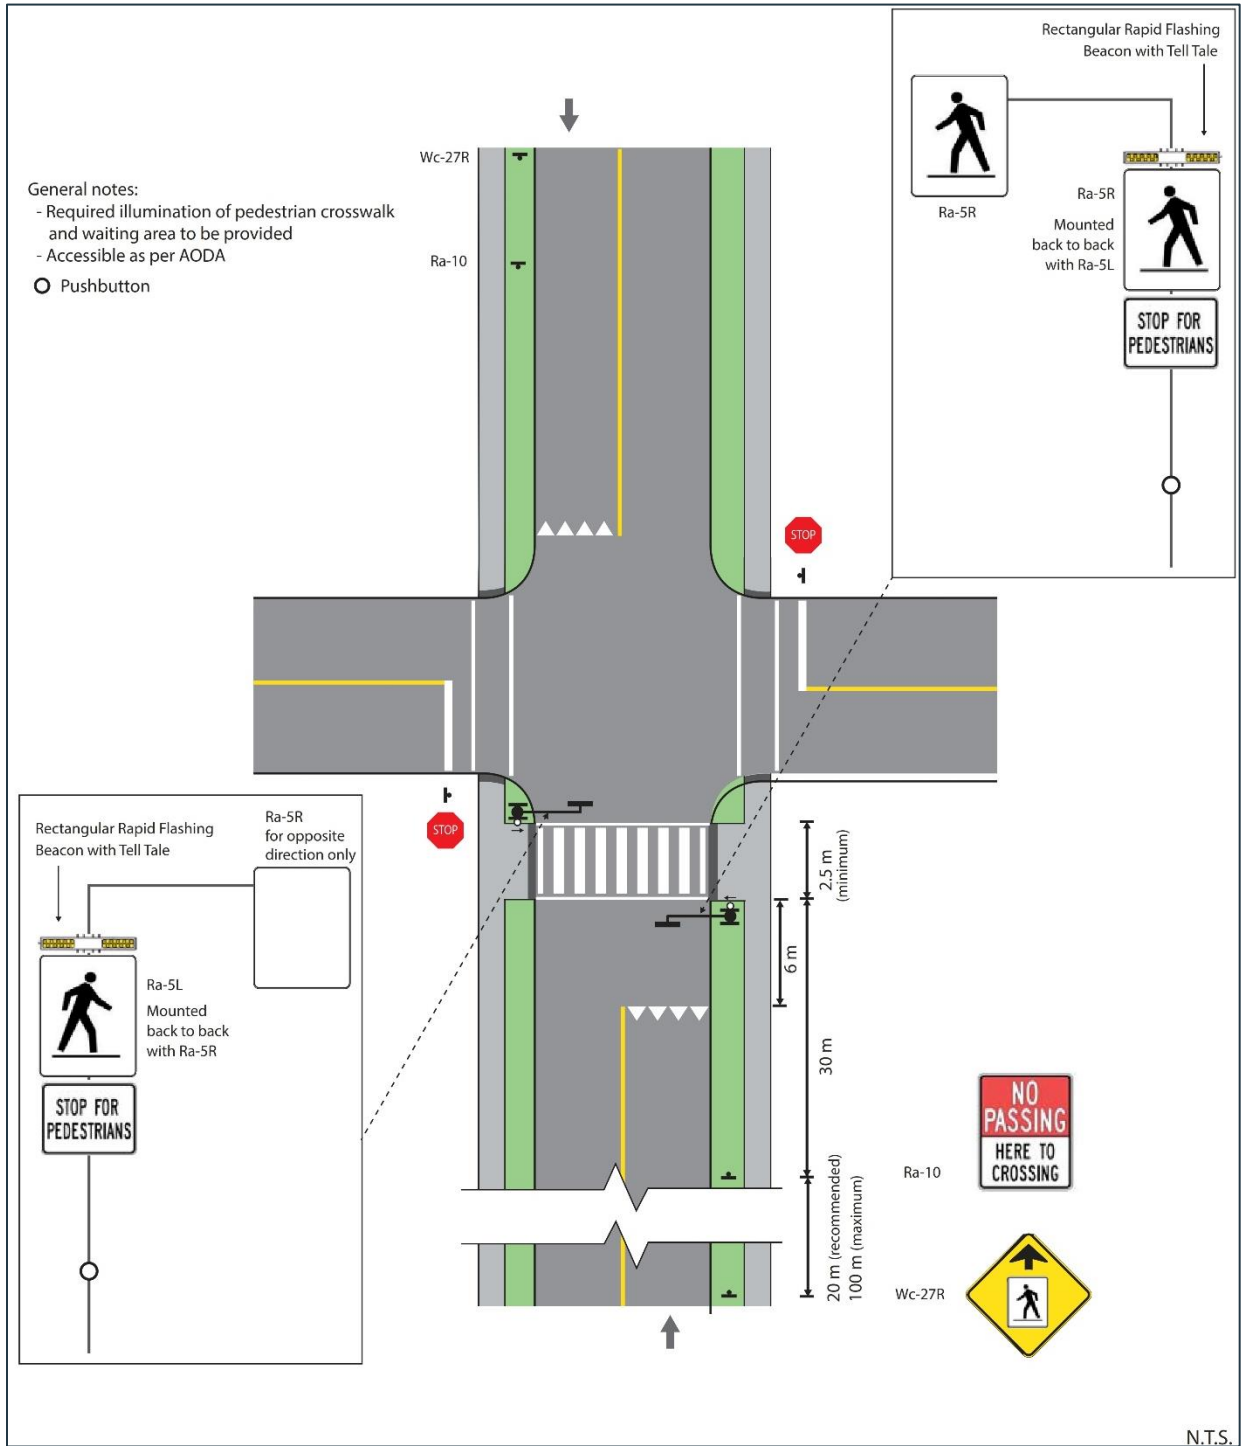 Rectangular Rapid Flashing
Beacon with Tell Tale
Ra-5R
Ra-5R
Mounted
back to back
with Ra-5L
STOP FOR
PEDESTRIANS
General notes:
- Required illumination of pedestrian crosswalk
and waiting area to be provided
- Accessible as per AODA
Pushbutton
Wc-27R
Ra-10
STOP
STOP
Rectangular Rapid Flashing
Beacon with Tell Tale
Ra-5R
for opposite
direction only
Ra-5L
Mounted
back to back
with Ra-5R
STOP FOR
PEDESTRIANS
2.5 m
(minimum)
6 m
30 m
20 m (recommended)
100 m (maximum)
Ra-10
NO
PASSING
HERE TO
CROSSING
Wc-27R
N.T.S.